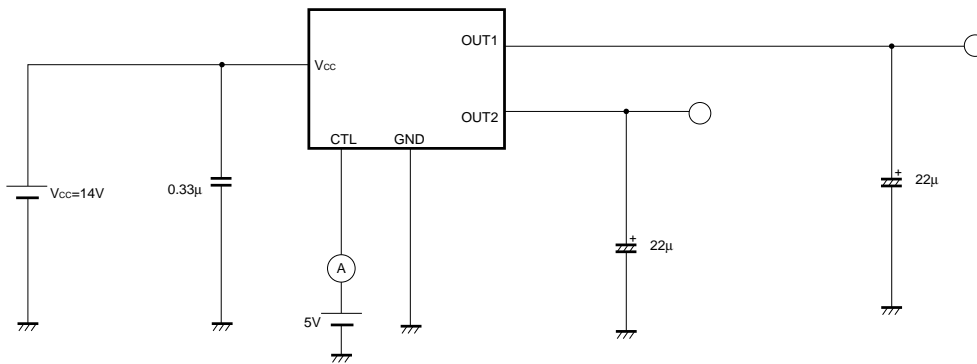 OUT1
Vcc
OUT2
CTL GND
Vcc=14V
0.33μ
+
22μ
A
+
22μ
5V